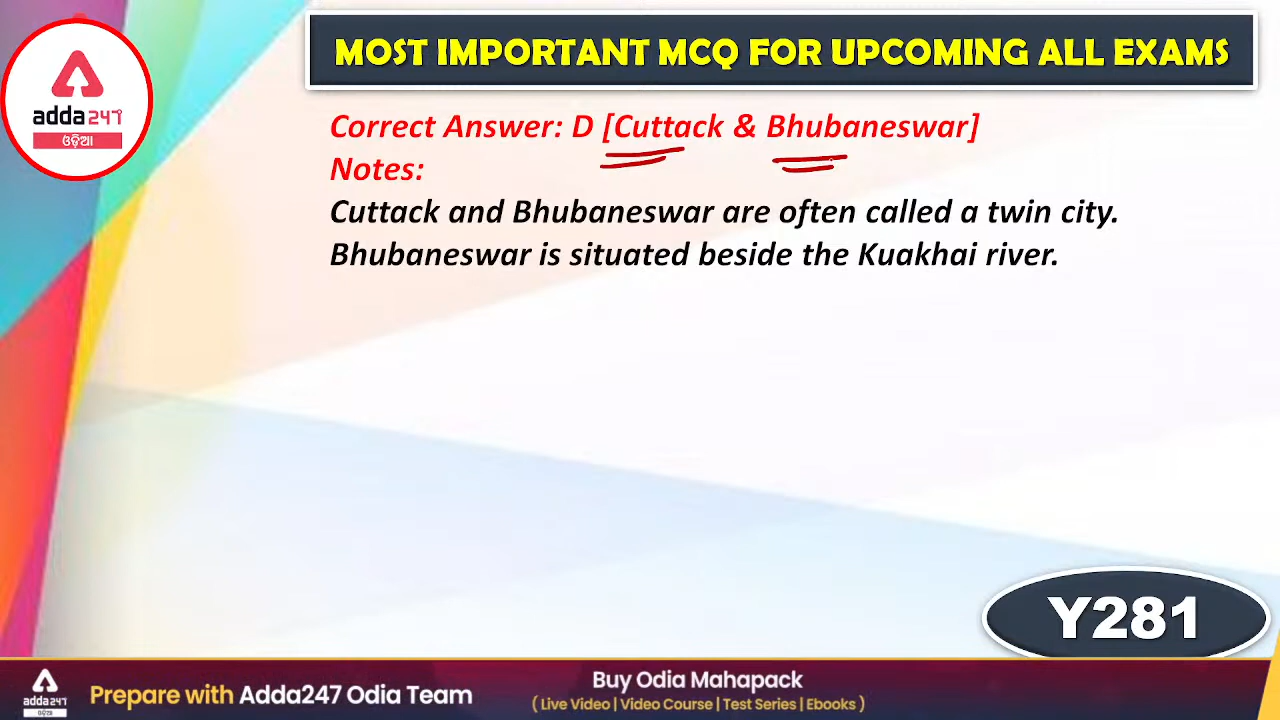 MOST IMPORTANT MCQ FOR UPCOMING ALL EXAMS
adda247
ଓଡ଼ିଆ
Correct Answer: D [Cuttack & Bhubaneswar]
Notes:
Cuttack and Bhubaneswar are often called a twin city.
Bhubaneswar is situated beside the Kuakhai river.
Y281
adda247
ଓଡ଼ିଆ
Prepare with Adda247 Odia Team
Buy Odia Mahapack
( Live Video | Video Course | Test Series | Ebooks )